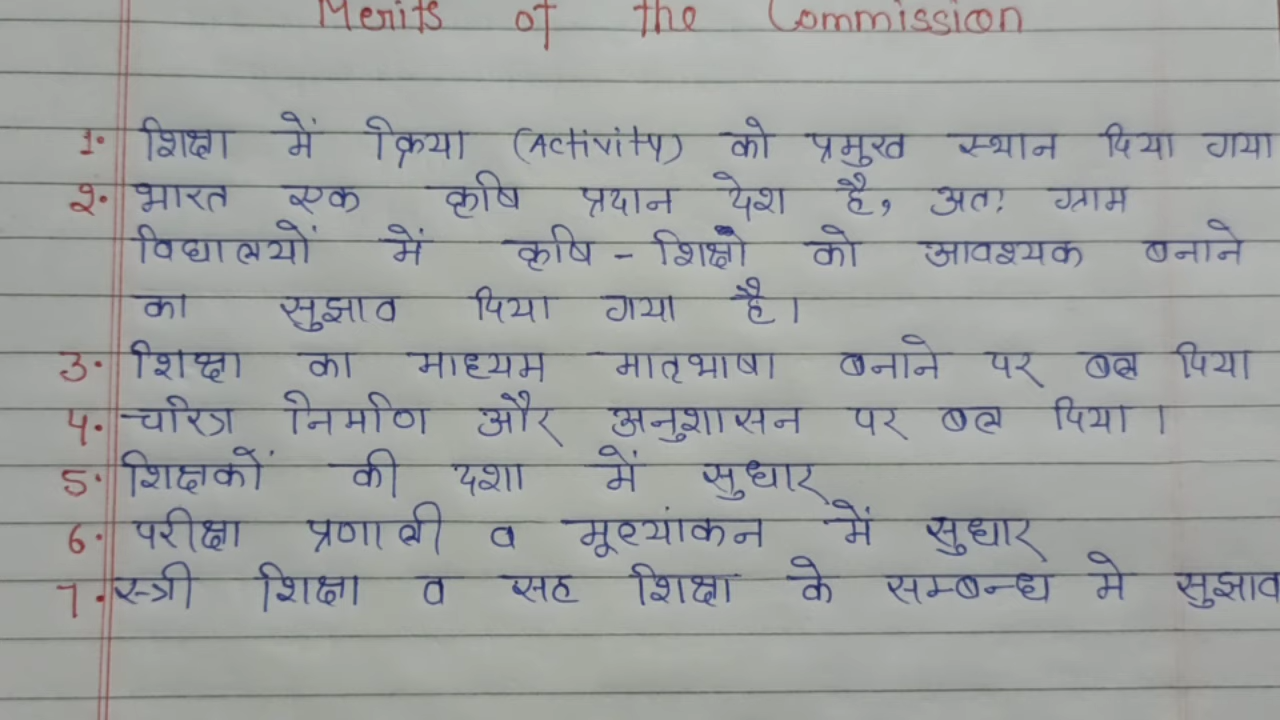 Merits of the Commission
1. शिक्षा में क्रिया (Activity) को प्रमुख स्थान दिया गया
2. भारत एक कृषि प्रदान देश है, अतः ग्राम
विद्यालयों में कृषि - शिक्षा को आवश्यक बनाने
का सुझाव दिया गया है।
3. शिक्षा का माध्यम मातृभाषा बनाने पर बल दिया
4. चरित्र निर्माण और अनुशासन पर बल दिया।
5. शिक्षकों की दशा में सुधार
6. परीक्षा प्रणाली व मूल्यांकन में सुधार
7. स्त्री शिक्षा व सह शिक्षा के सम्बन्ध मे सुझाव